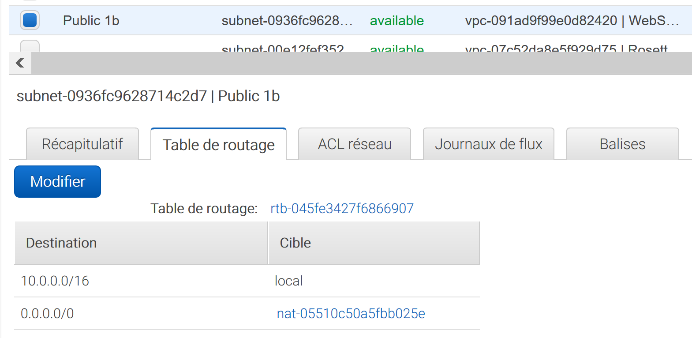 Public 1b subnet-0936fc9628... available vpc-091ad9f99e0d82420 | WebS...
subnet-00e12fef352 available vpc-07c52da8e5f929d75 | Rosett
subnet-0936fc9628714c2d7 | Public 1b
Récapitulatif Table de routage ACL réseau Journaux de flux Balises
Modifier
Table de routage: rtb-045fe3427f6866907
Destination Cible
10.0.0.0/16 local
0.0.0.0/0 nat-05510c50a5fbb025e